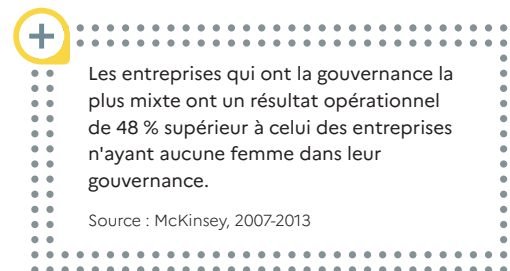 Les entreprises qui ont la gouvernance la
plus mixte ont un résultat opérationnel
de 48 % supérieur à celui des entreprises
n'ayant aucune femme dans leur
gouvernance.
Source : McKinsey, 2007-2013